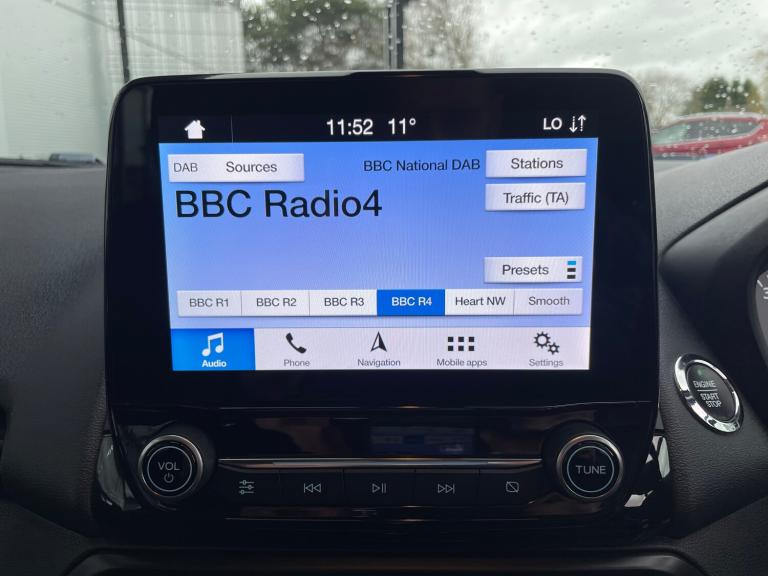 11:52 11° LO
DAB Sources BBC National DAB Stations
BBC Radio4 Traffic (TA)
Presets
BBC R1 BBC R2 BBC R3 BBC R4 Heart NW Smooth
Audio Phone Navigation Mobile apps Settings
ENGINE
START
STOP
VOL TUNE